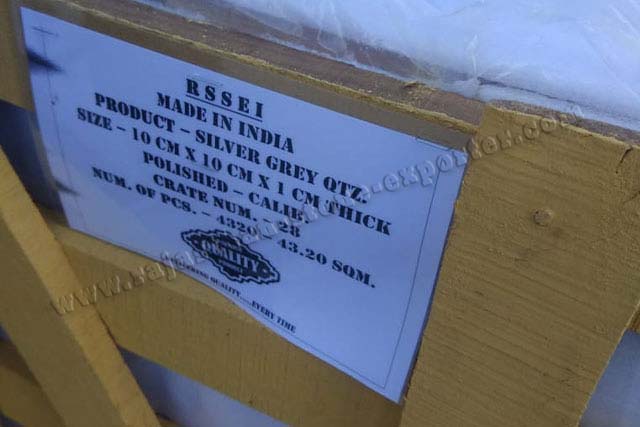 RSSEI
MADE IN INDIA
PRODUCT – SILVER GREY QTZ.
SIZE – 10 CM X 10 CM X 1 CM THICK
POLISHED – CALIB.
CRATE NUM. – 28
NUM. OF PCS. – 4320 – 43.20 SQM.
QUALITY
QUALITY.....EVERY TIME